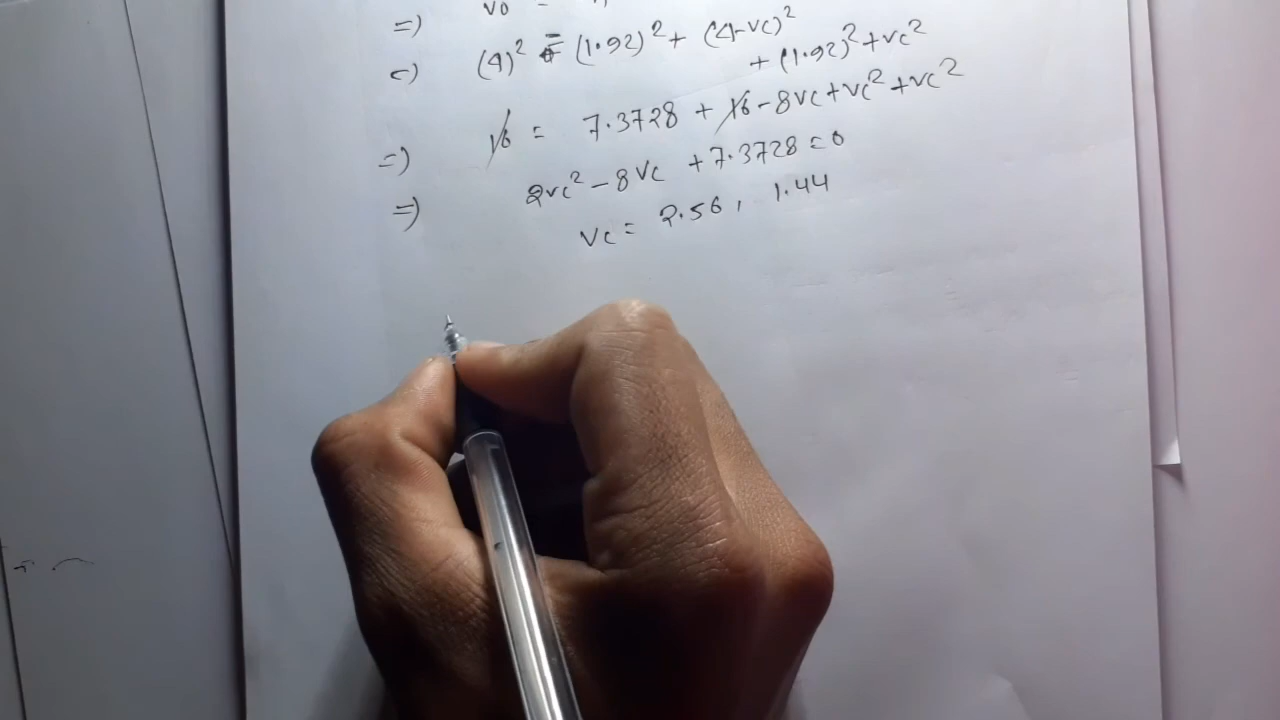 => v0 =
=> (4)² = (1.92)² + (4-vc)²
+ (1.92)² + vc²
=> 16 = 7.3728 + 16 - 8vc + vc² + vc²
=> 2vc² - 8vc + 7.3728 = 0
vc = 2.56, 1.44